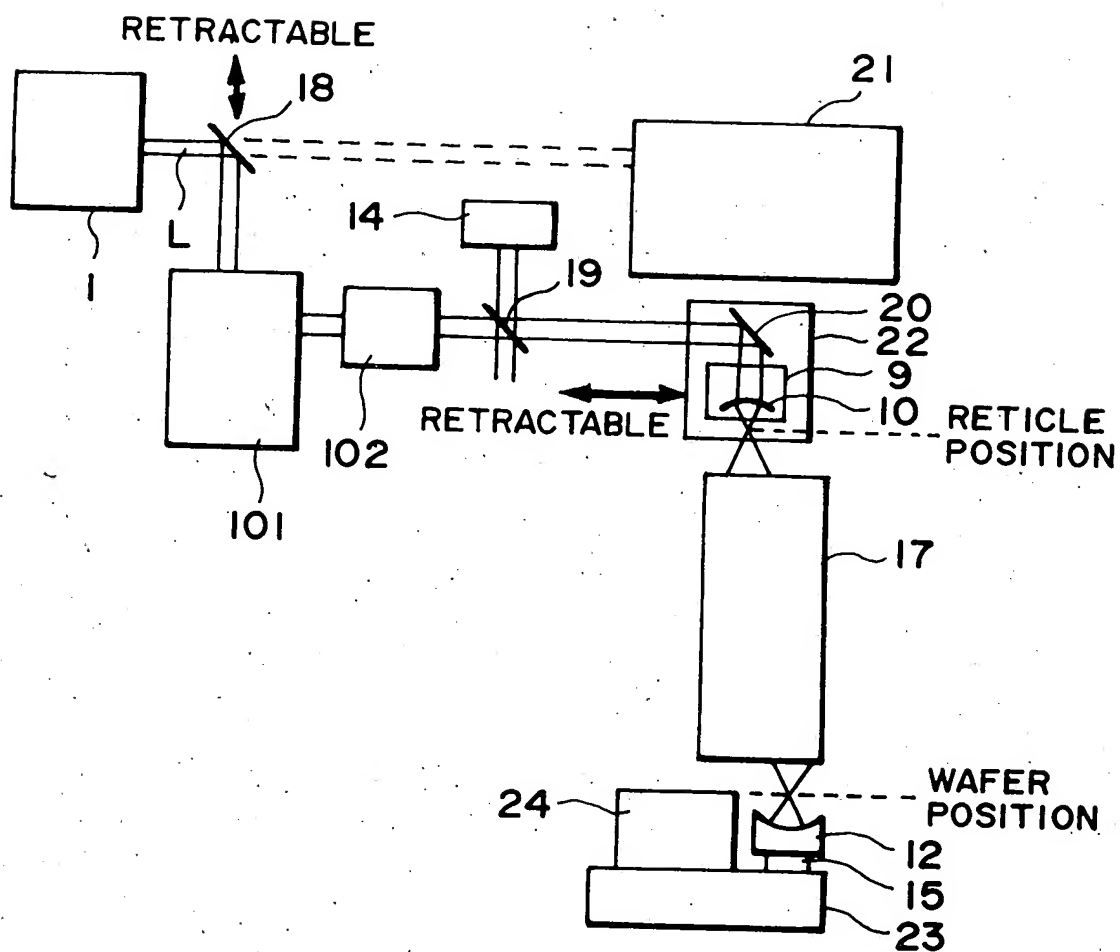 RETRACTABLE
18
21
14
L
1
19
20
22
9
10
RETRACTABLE
RETICLE
POSITION
102
101
17
WAFER
POSITION
24
12
15
23